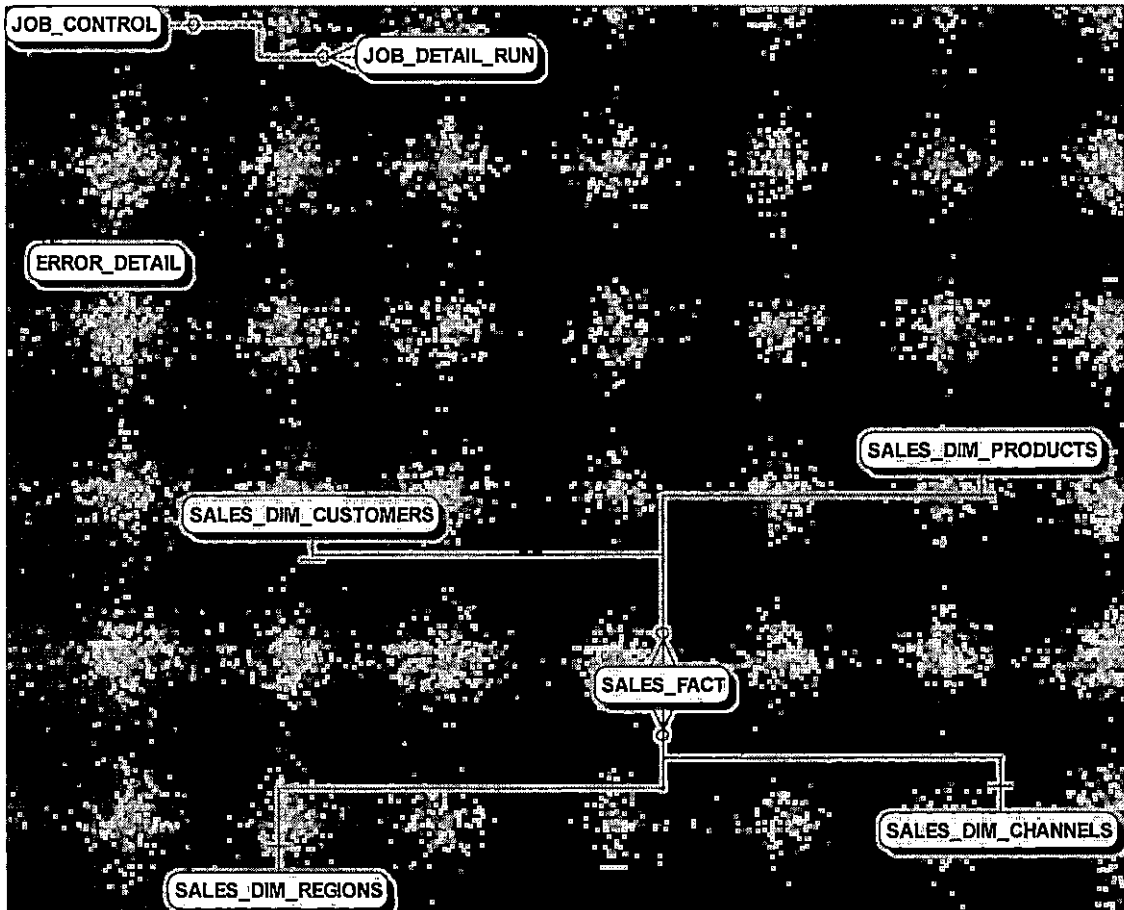 JOB_CONTROL
JOB_DETAIL_RUN
ERROR_DETAIL
SALES_DIM_PRODUCTS
SALES_DIM_CUSTOMERS
SALES_FACT
SALES_DIM_CHANNELS
SALES_DIM_REGIONS